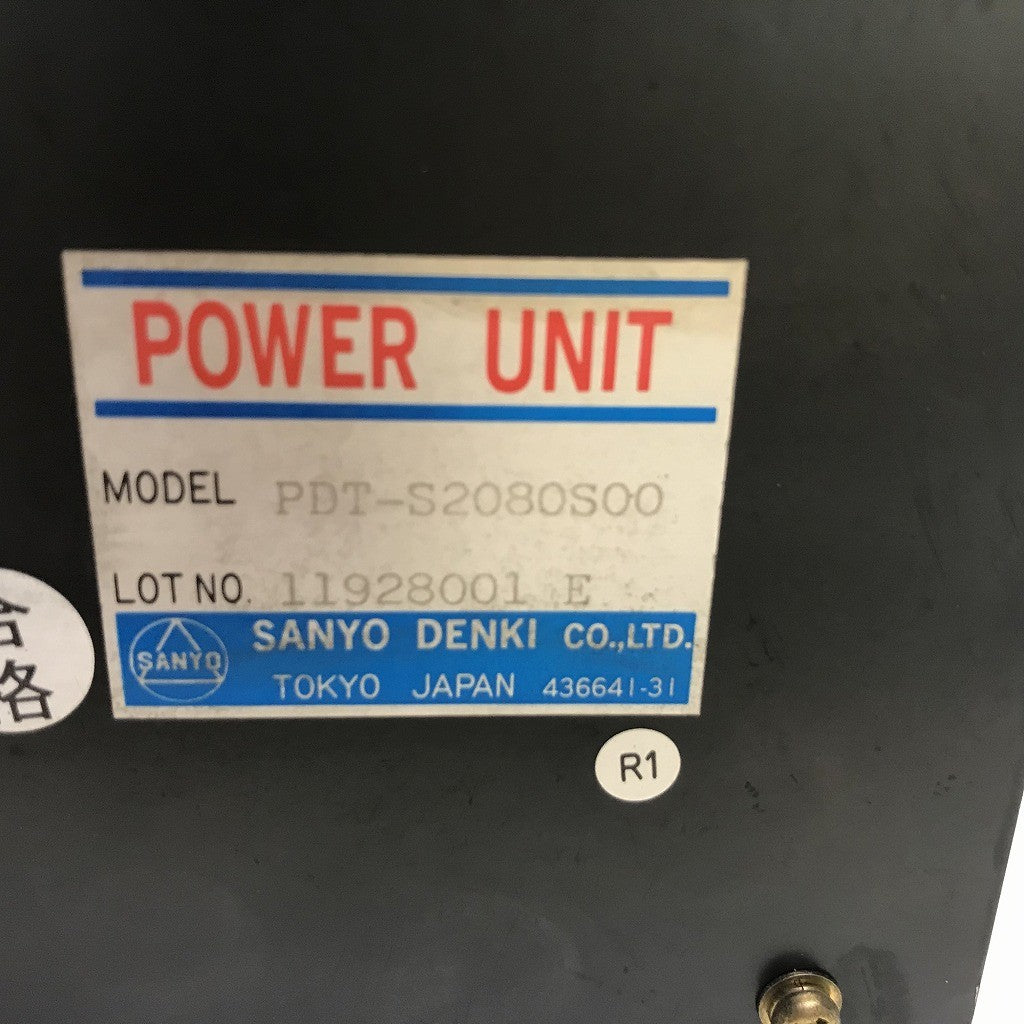 POWER UNIT
MODEL PDT-S2080S00
LOT NO. 11928001 E
SANYO
SANYO DENKI CO.,LTD.
TOKYO JAPAN 436641-31
合
格
R1